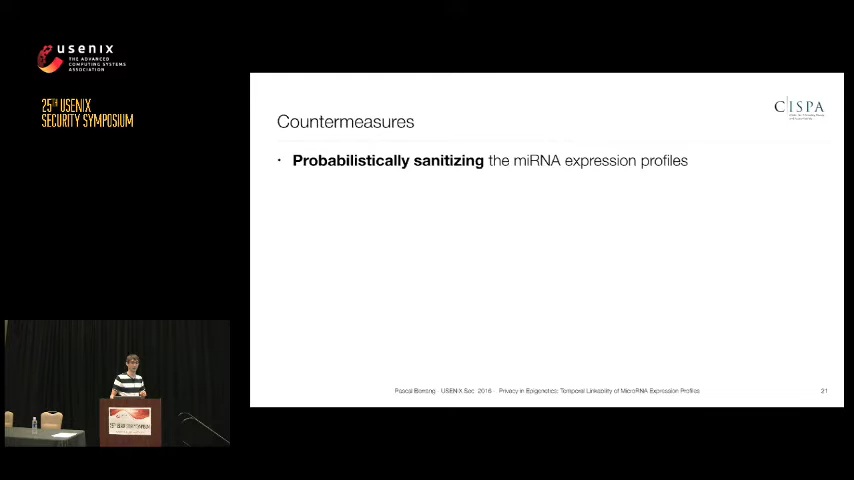 usenix
THE ADVANCED
COMPUTING SYSTEMS
ASSOCIATION
25TH USENIX
SECURITY SYMPOSIUM
CISPA
Countermeasures
· Probabilistically sanitizing the miRNA expression profiles
Pascal Berrang - USENIX Sec 2016 - Privacy in Epigenetics: Temporal Linkability of MicroRNA Expression Profiles
21